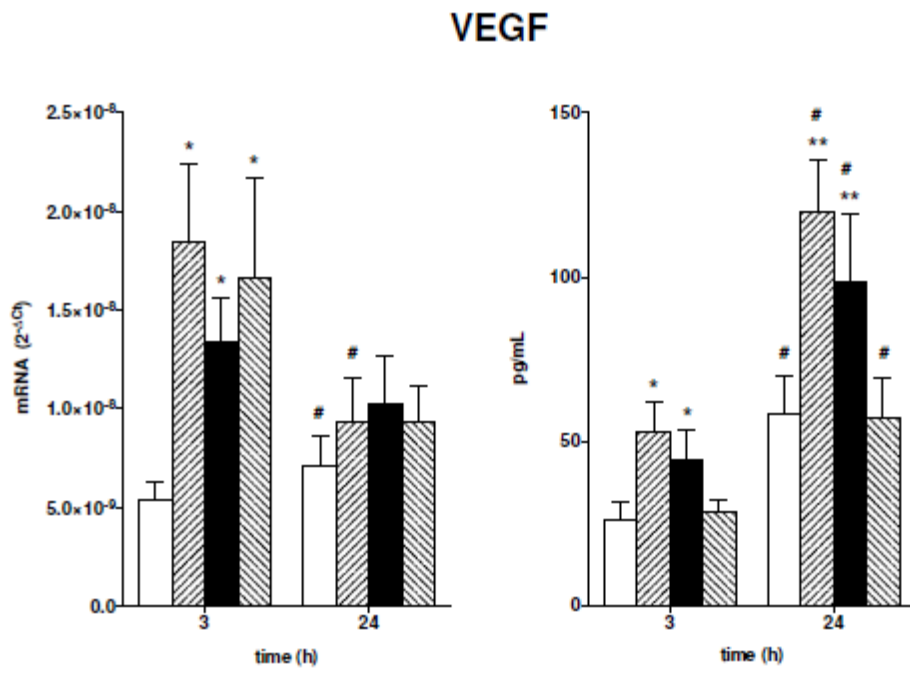 VEGF
mRNA (2-ΔCt)
2.5×10⁻⁸
2.0×10⁻⁸
1.5×10⁻⁸
1.0×10⁻⁸
5.0×10⁻⁹
0.0
* * *
# #
3 24
time (h)
pg/mL
150
100
50
0
* *
# # ** # ** #
3 24
time (h)